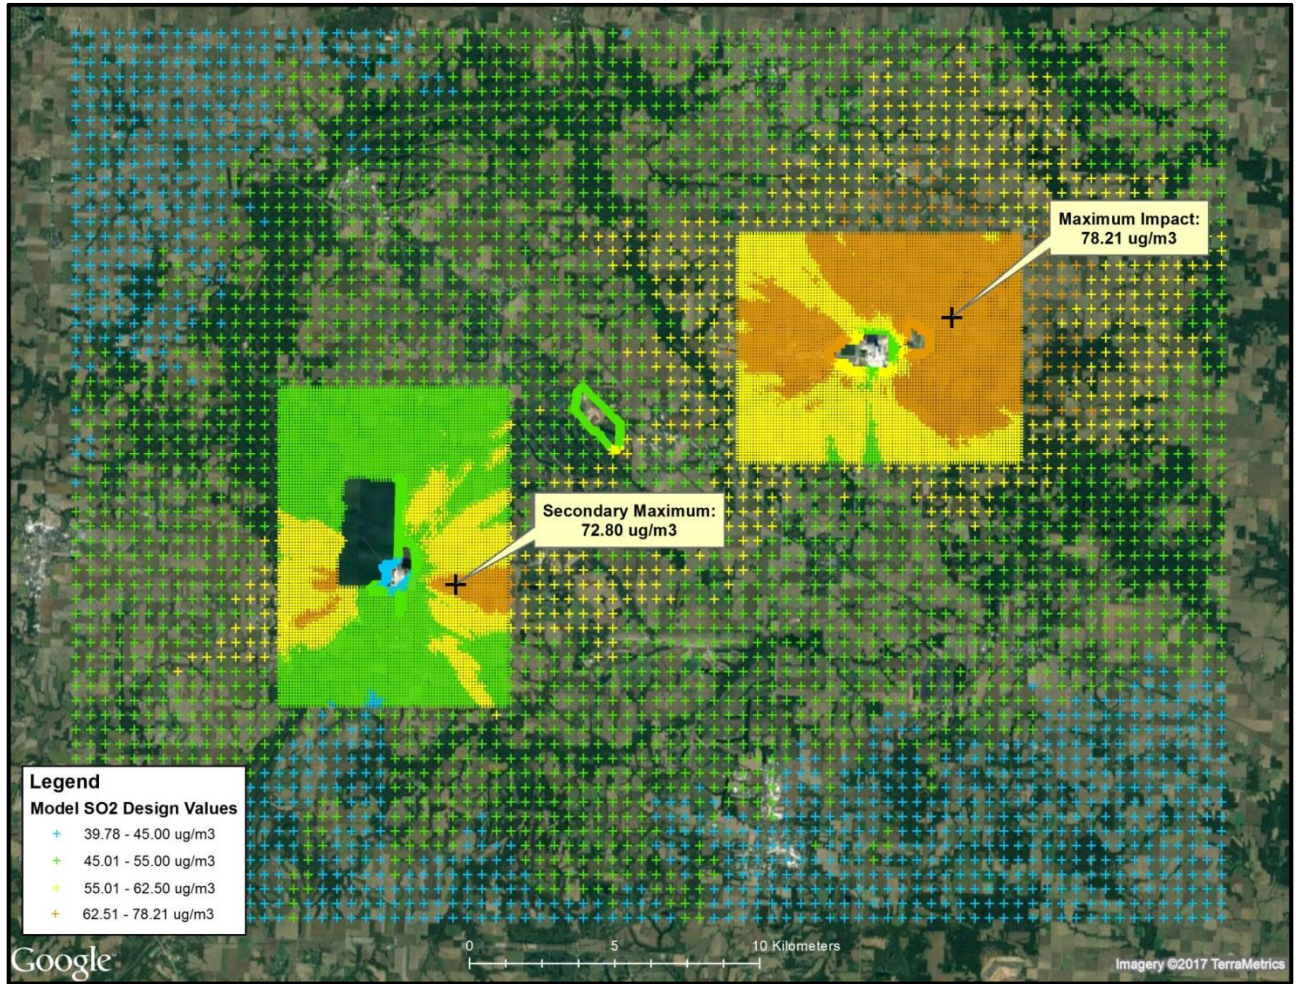 Maximum Impact:
78.21 ug/m3
Secondary Maximum:
72.80 ug/m3
Legend
Model SO2 Design Values
39.78 - 45.00 ug/m3
45.01 - 55.00 ug/m3
55.01 - 62.50 ug/m3
62.51 - 78.21 ug/m3
0 5 10 Kilometers
Google
Imagery ©2017 TerraMetrics